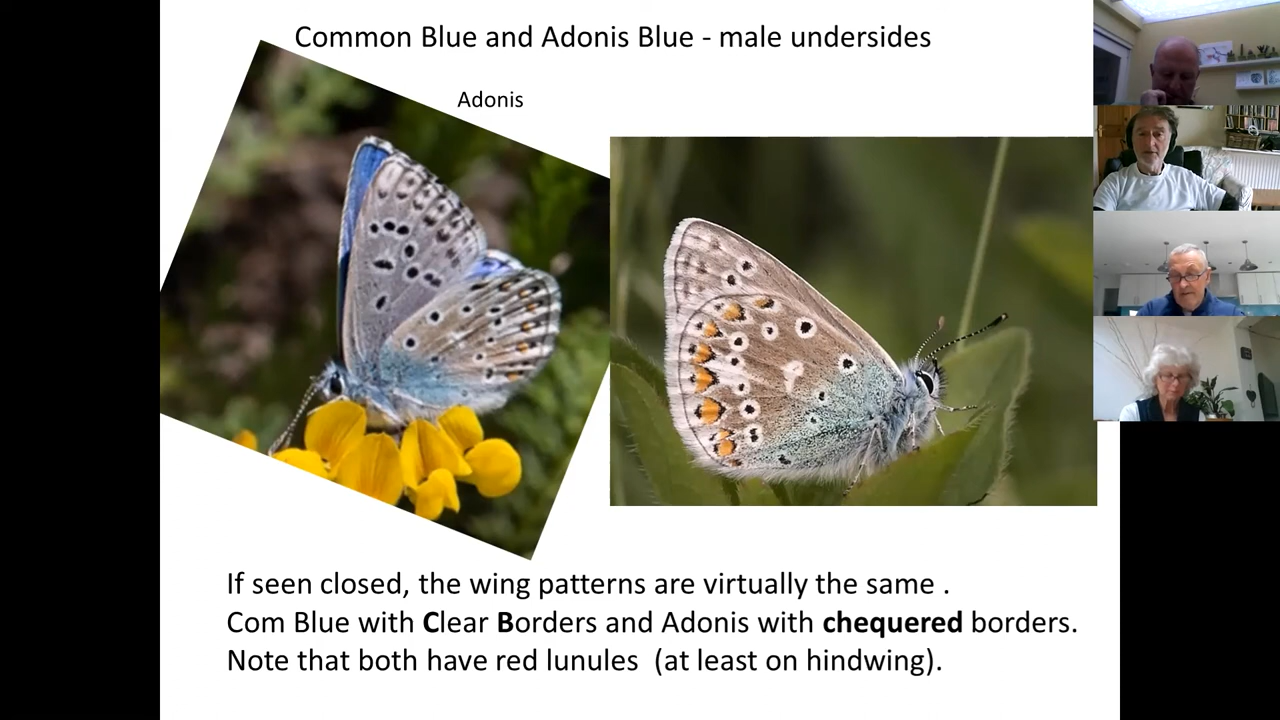 Common Blue and Adonis Blue - male undersides
Adonis
If seen closed, the wing patterns are virtually the same .
Com Blue with Clear Borders and Adonis with chequered borders.
Note that both have red lunules (at least on hindwing).